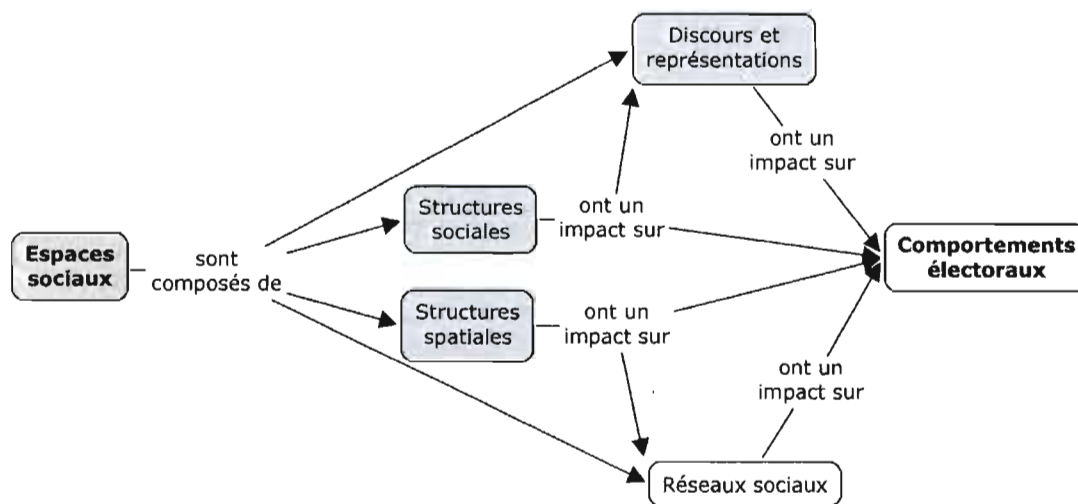 Discours et
représentations
ont un
impact sur
Structures
sociales
ont un
impact sur
Espaces
sociaux
sont
composés de
Comportements
électoraux
Structures
spatiales
ont un
impact sur
ont un
impact sur
Réseaux sociaux